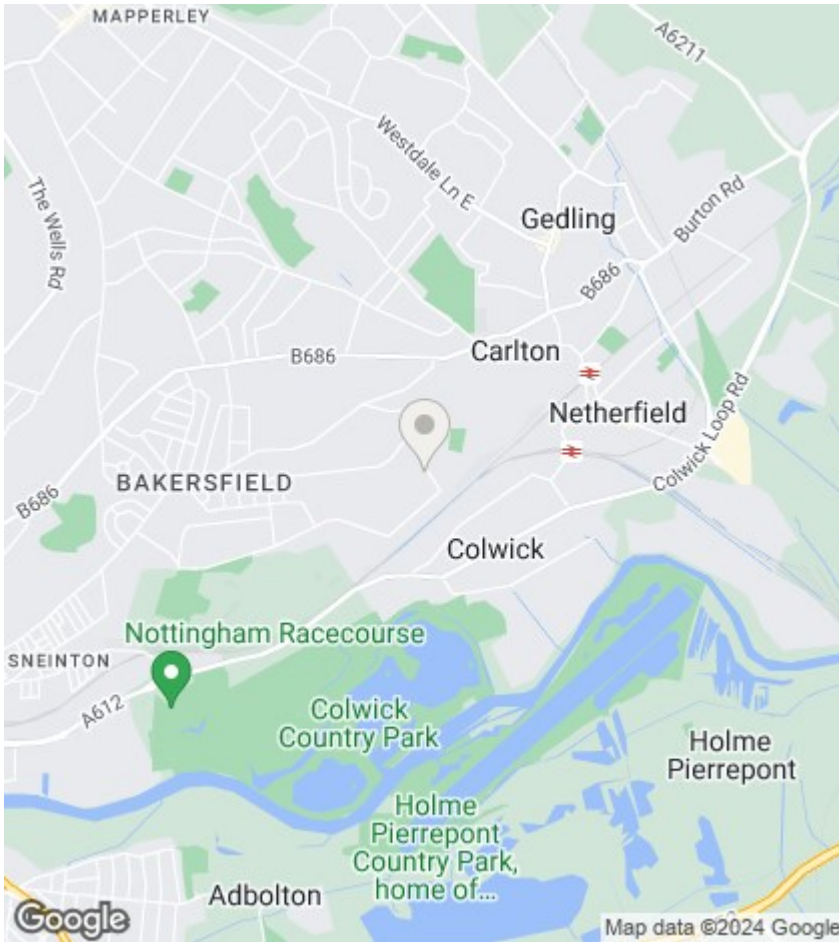 MAPPERLEY
A6211
Westdale Ln E
The Wells Rd
Gedling
Burton Rd
B686
B686
Carlton
Netherfield
Colwick Loop Rd
BAKERSFIELD
B686
Colwick
Nottingham Racecourse
SNEINTON
A612
Colwick
Country Park
Holme
Pierrepont
Holme
Pierrepont
Country Park,
home of...
Adbolton
Google
Map data ©2024 Google